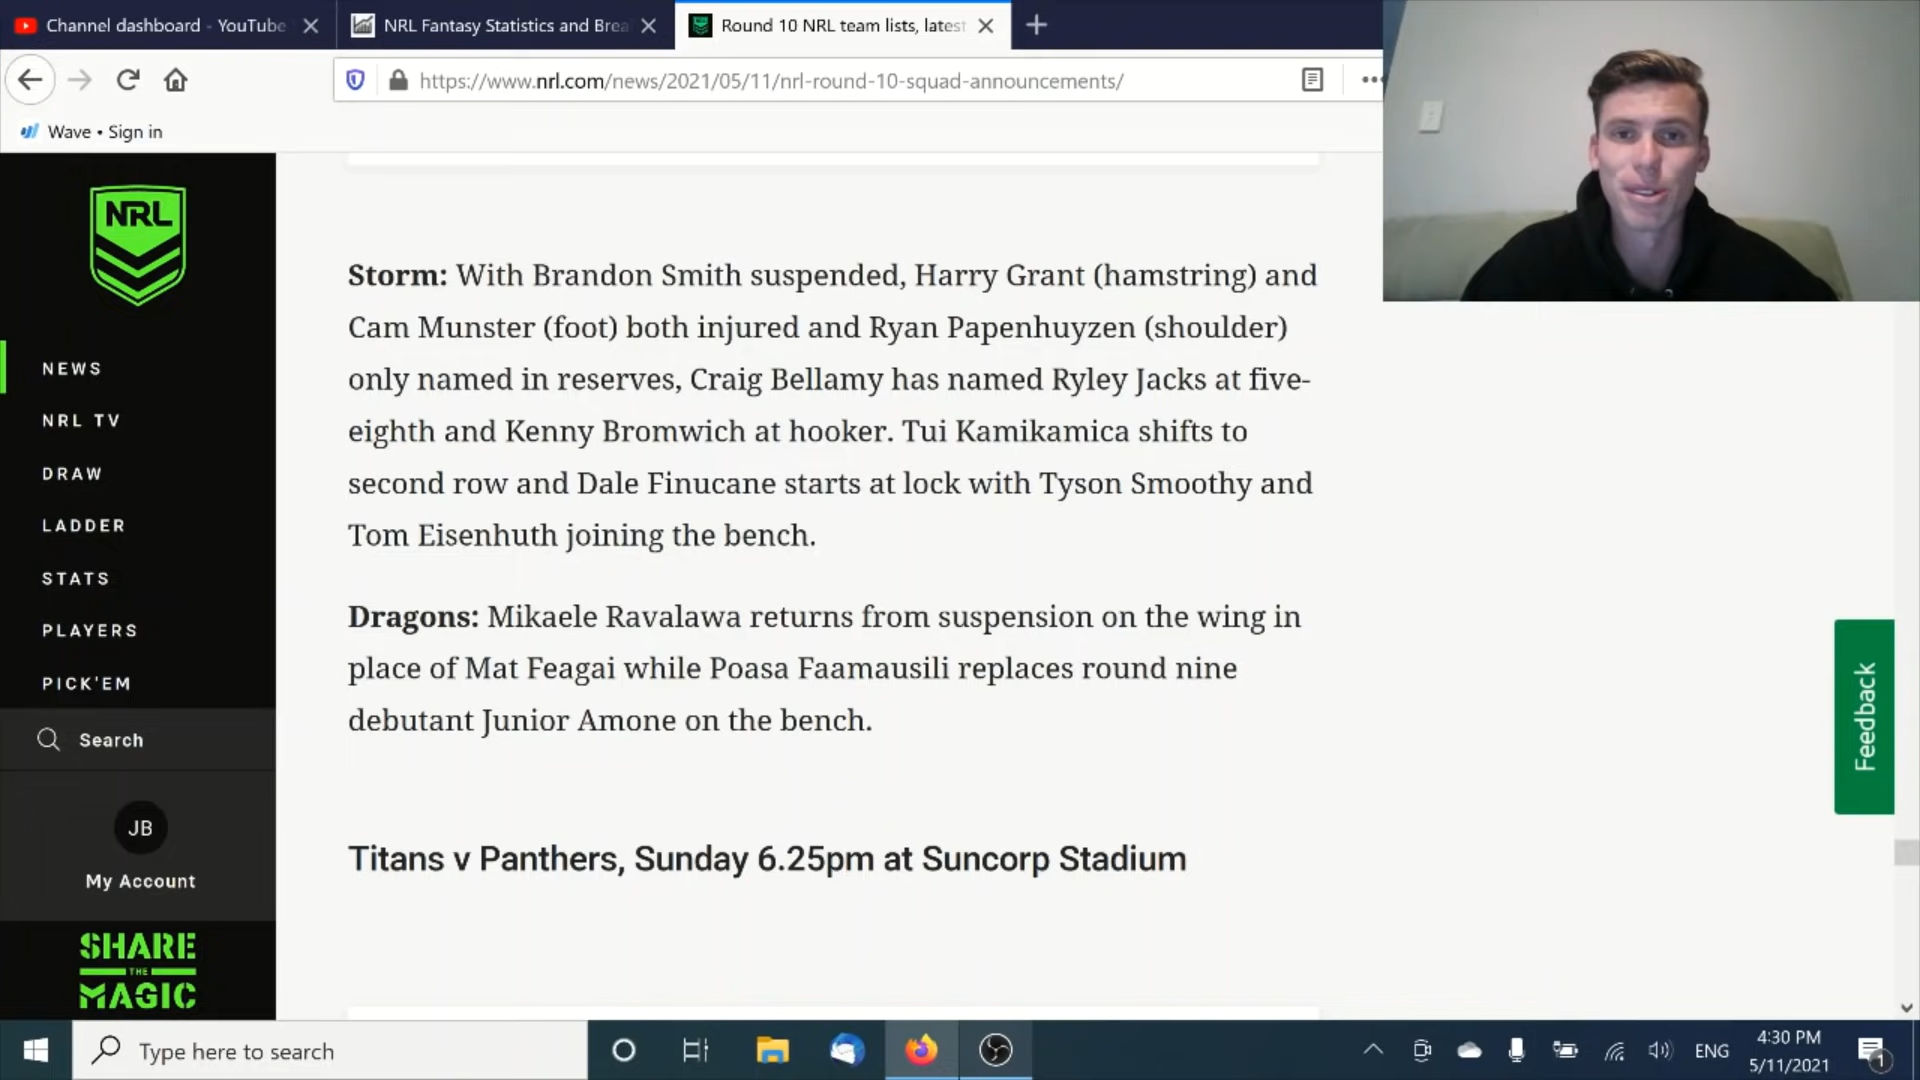 Channel dashboard - YouTube
NRL Fantasy Statistics and Brea
Round 10 NRL team lists, latest
https://www.nrl.com/news/2021/05/11/nrl-round-10-squad-announcements/
Wave • Sign in
NRL
NEWS
NRL TV
DRAW
LADDER
STATS
PLAYERS
PICK'EM
Search
JB
My Account
SHARE
THE
MAGIC
Storm: With Brandon Smith suspended, Harry Grant (hamstring) and
Cam Munster (foot) both injured and Ryan Papenhuyzen (shoulder)
only named in reserves, Craig Bellamy has named Ryley Jacks at five-
eighth and Kenny Bromwich at hooker. Tui Kamikamica shifts to
second row and Dale Finucane starts at lock with Tyson Smoothy and
Tom Eisenhuth joining the bench.
Dragons: Mikaele Ravalawa returns from suspension on the wing in
place of Mat Feagai while Poasa Faamausili replaces round nine
debutant Junior Amone on the bench.
Titans v Panthers, Sunday 6.25pm at Suncorp Stadium
Feedback
Type here to search
ENG
4:30 PM
5/11/2021
1